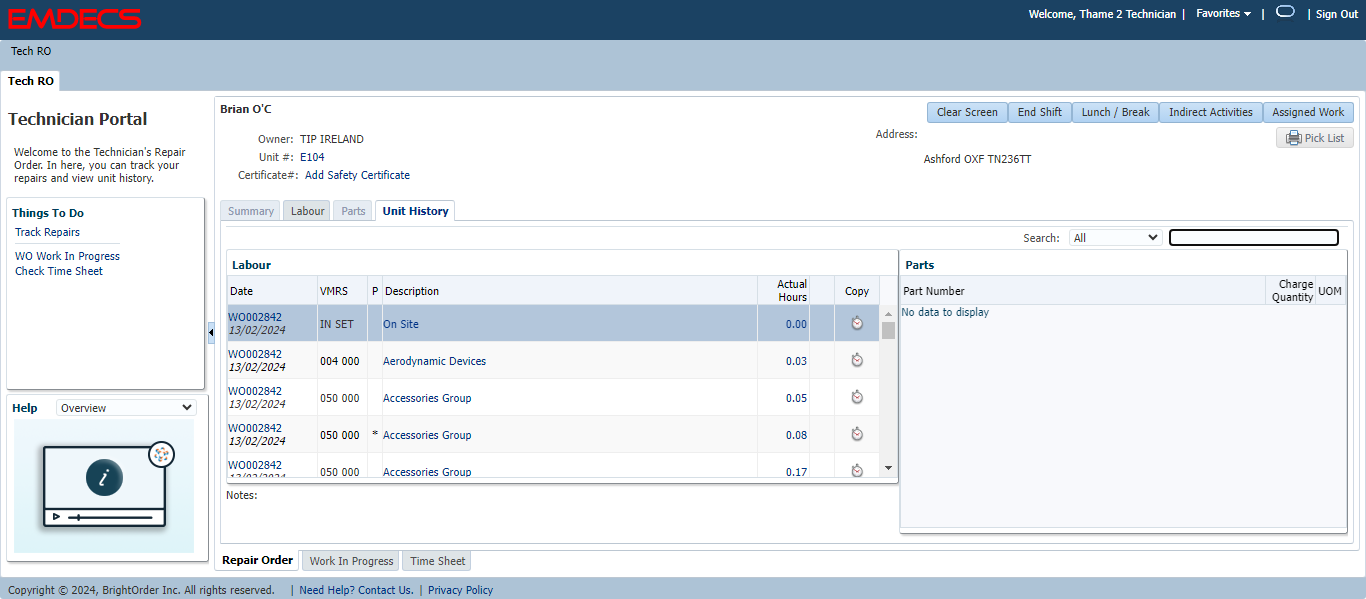 EMDECS
Welcome, Thame 2 Technician | Favorites | | Sign Out
Tech RO
Tech RO
Technician Portal
Welcome to the Technician's Repair
Order. In here, you can track your
repairs and view unit history.
Things To Do
Track Repairs
WO Work In Progress
Check Time Sheet
Help Overview
i
Brian O'C
Clear Screen End Shift Lunch / Break Indirect Activities Assigned Work
Pick List
Owner: TIP IRELAND
Unit #: E104
Certificate#: Add Safety Certificate
Address:
Ashford OXF TN236TT
Summary Labour Parts Unit History
Search: All
Labour
Date VMRS P Description Actual Hours Copy
WO002842 13/02/2024 IN SET On Site 0.00
WO002842 13/02/2024 004 000 Aerodynamic Devices 0.03
WO002842 13/02/2024 050 000 Accessories Group 0.05
WO002842 13/02/2024 050 000 * Accessories Group 0.08
WO002842 13/02/2024 050 000 Accessories Group 0.17
Notes:
Parts
Part Number Charge Quantity UOM
No data to display
Repair Order Work In Progress Time Sheet
Copyright © 2024, BrightOrder Inc. All rights reserved. | Need Help? Contact Us. | Privacy Policy